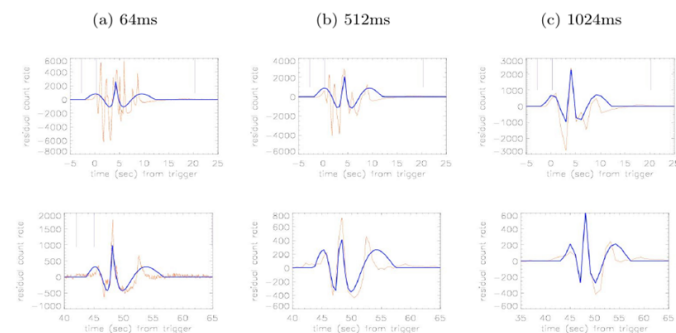 (a) 64ms (b) 512ms (c) 1024ms
residual count rate
6000
4000
2000
0
−2000
−4000
−6000
−8000
−5 0 5 10 15 20 25
time (sec) from trigger
residual count rate
4000
2000
0
−2000
−4000
−6000
−5 0 5 10 15 20 25
time (sec) from trigger
residual count rate
3000
2000
1000
0
−1000
−2000
−3000
−5 0 5 10 15 20 25
time (sec) from trigger
residual count rate
2000
1500
1000
500
0
−500
−1000
40 45 50 55 60 65
time (sec) from trigger
residual count rate
800
600
400
200
0
−200
−400
−600
40 45 50 55 60 65
time (sec) from trigger
residual count rate
600
400
200
0
−200
−400
−600
35 40 45 50 55 60 65
time (sec) from trigger